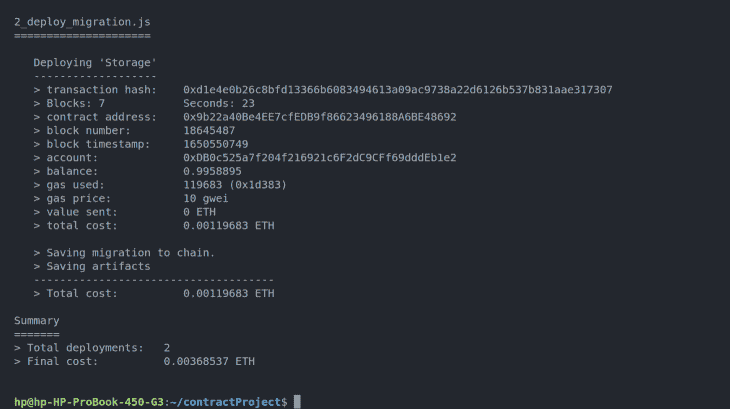 2_deploy_migration.js
=====================
Deploying 'Storage'
-------------------
> transaction hash: 0xd1e4e0b26c8bfd13366b6083494613a09ac9738a22d6126b537b831aae317307
> Blocks: 7 Seconds: 23
> contract address: 0x9b22a40Be4EE7cfEDB9f86623496188A6BE48692
> block number: 18645487
> block timestamp: 1650550749
> account: 0xDB0c525a7f204f216921c6F2dC9CFf69dddEb1e2
> balance: 0.9958895
> gas used: 119683 (0x1d383)
> gas price: 10 gwei
> value sent: 0 ETH
> total cost: 0.00119683 ETH
> Saving migration to chain.
> Saving artifacts
-------------------------------------
> Total cost: 0.00119683 ETH
Summary
=======
> Total deployments: 2
> Final cost: 0.00368537 ETH
hp@hp-HP-ProBook-450-G3:~/contractProject$